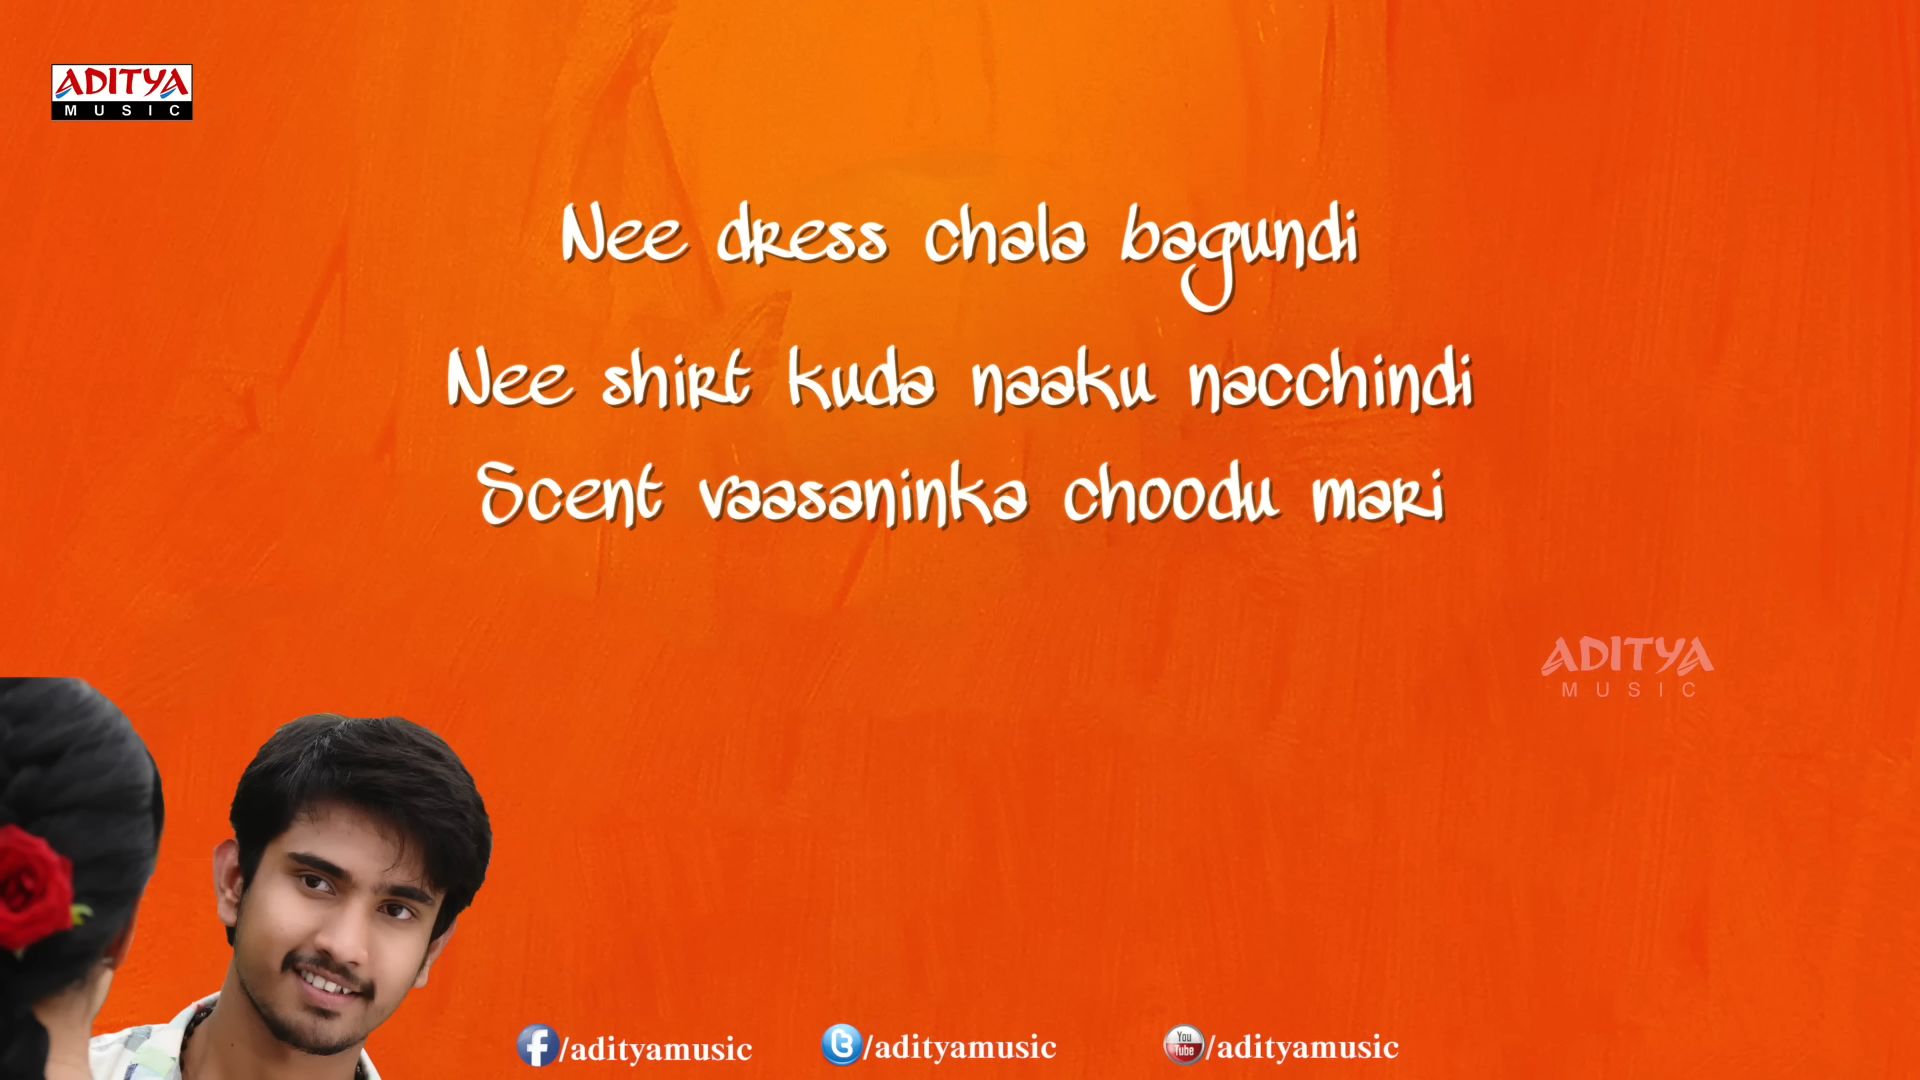 ADITYA
MUSIC
Nee dress chala bagundi
Nee shirt kuda naaku nacchindi
Scent vaasaninka choodu mari
ADITYA
MUSIC
f/adityamusic
/adityamusic
You Tube/adityamusic